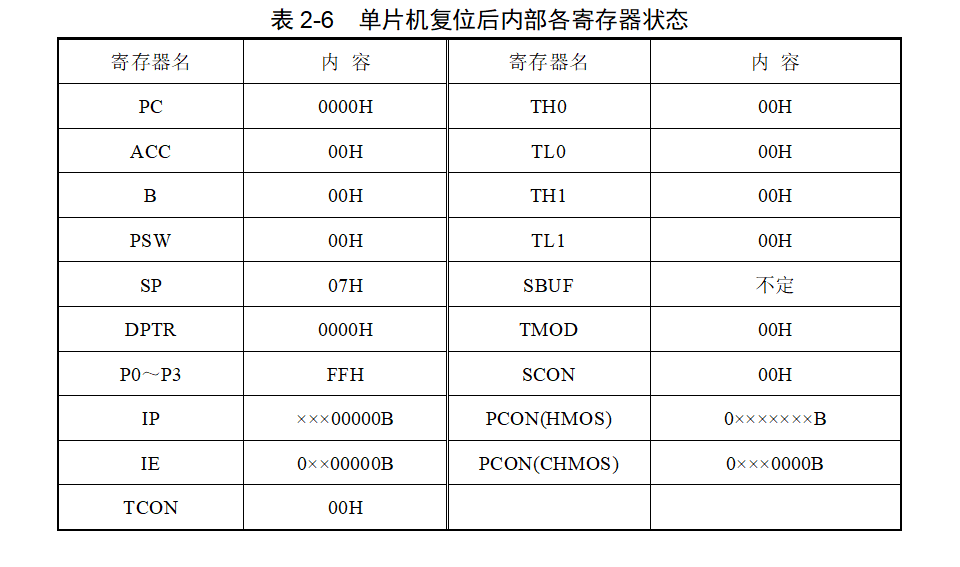 表 2-6 单片机复位后内部各寄存器状态
寄存器名 内 容 寄存器名 内 容
PC 0000H TH0 00H
ACC 00H TL0 00H
B 00H TH1 00H
PSW 00H TL1 00H
SP 07H SBUF 不定
DPTR 0000H TMOD 00H
P0～P3 FFH SCON 00H
IP ×××00000B PCON(HMOS) 0×××××××B
IE 0××00000B PCON(CHMOS) 0×××0000B
TCON 00H